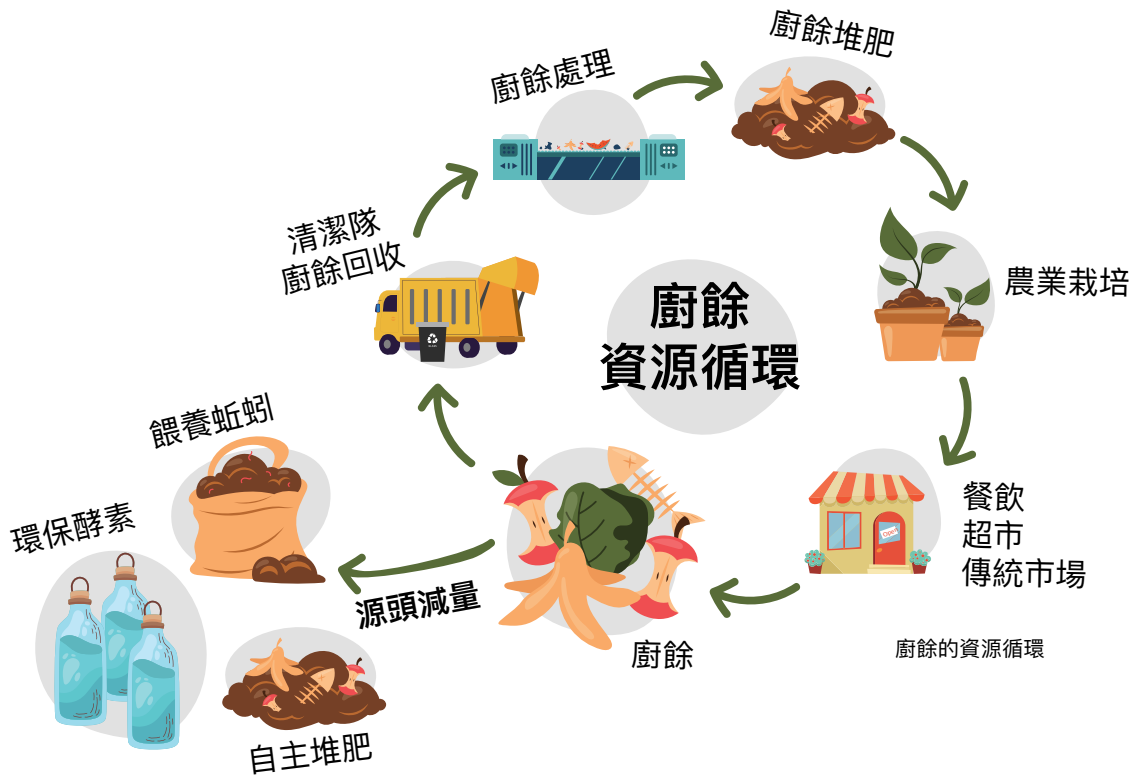 廚餘堆肥
廚餘處理
清潔隊
廚餘回收
農業栽培
廚餘
資源循環
餵養蚯蚓
環保酵素
餐飲
超市
傳統市場
Open
源頭減量
廚餘
廚餘的資源循環
自主堆肥